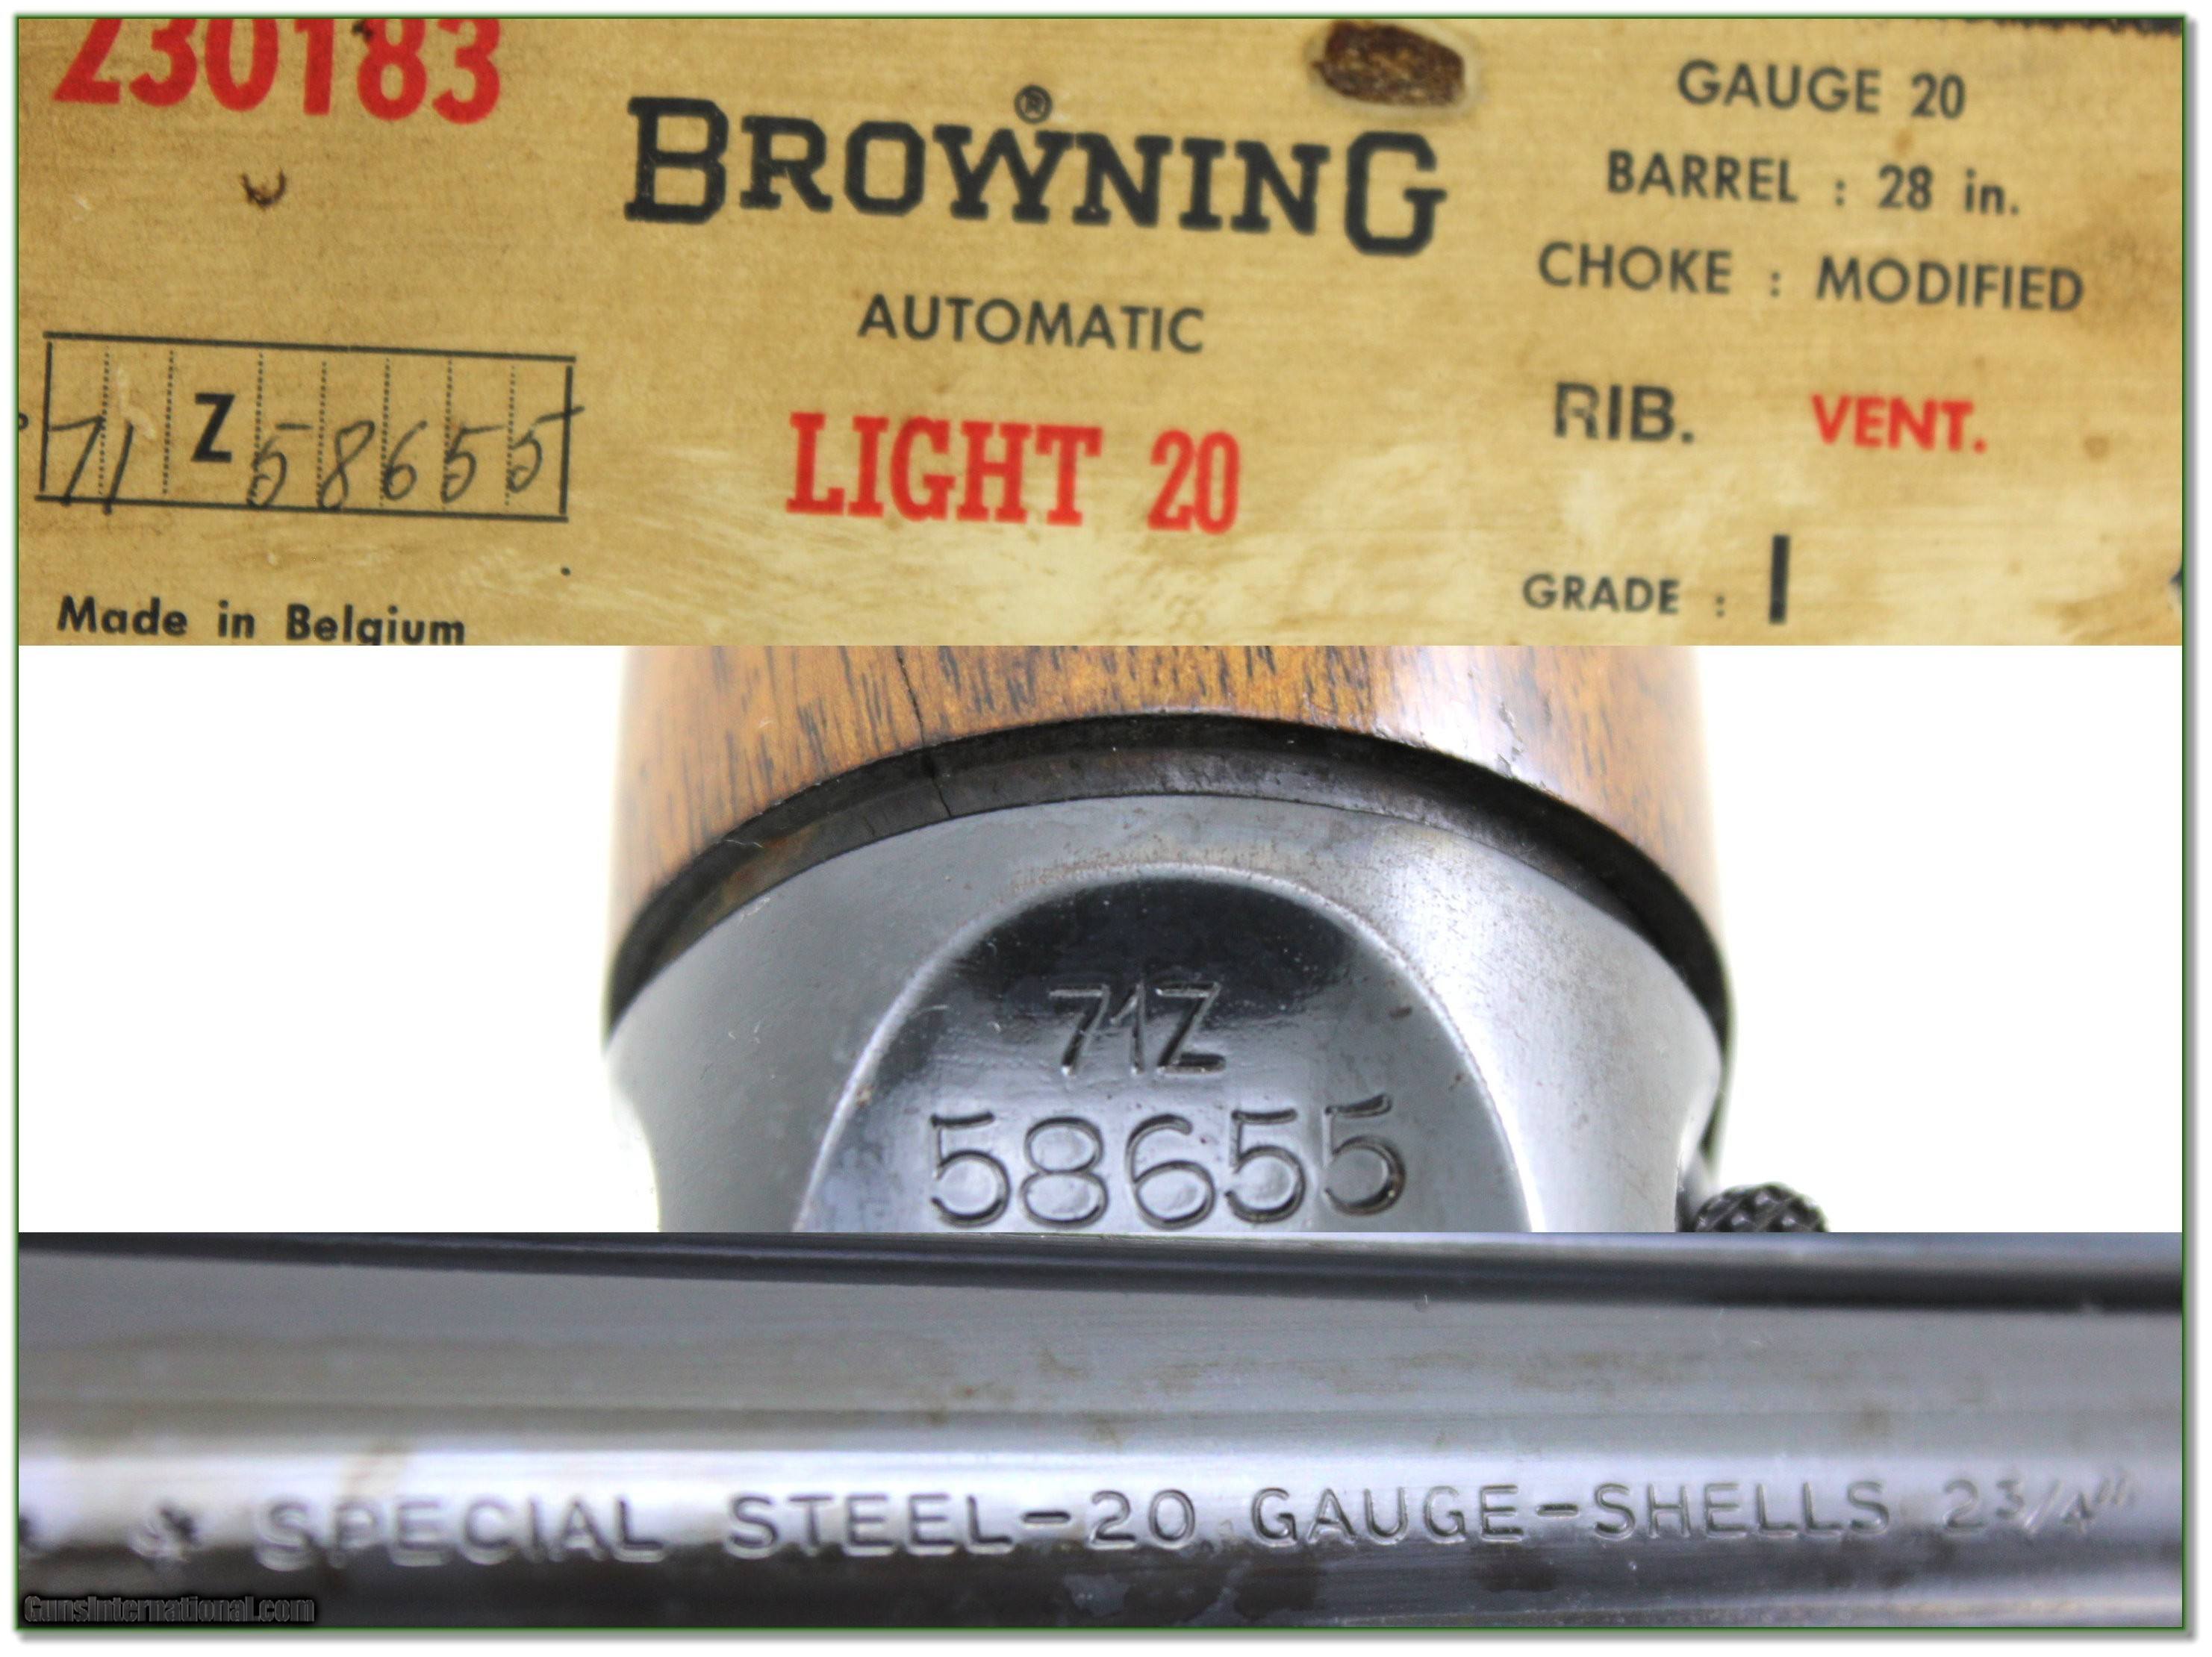 230183
BROWNING®
AUTOMATIC
LIGHT 20
GAUGE 20
BARREL : 28 in.
CHOKE : MODIFIED
RIB. VENT.
GRADE : I
71 Z 58655
Made in Belgium
71Z
58655
SPECIAL STEEL-20 GAUGE-SHELLS 2 3/4"
GunsInternational.com